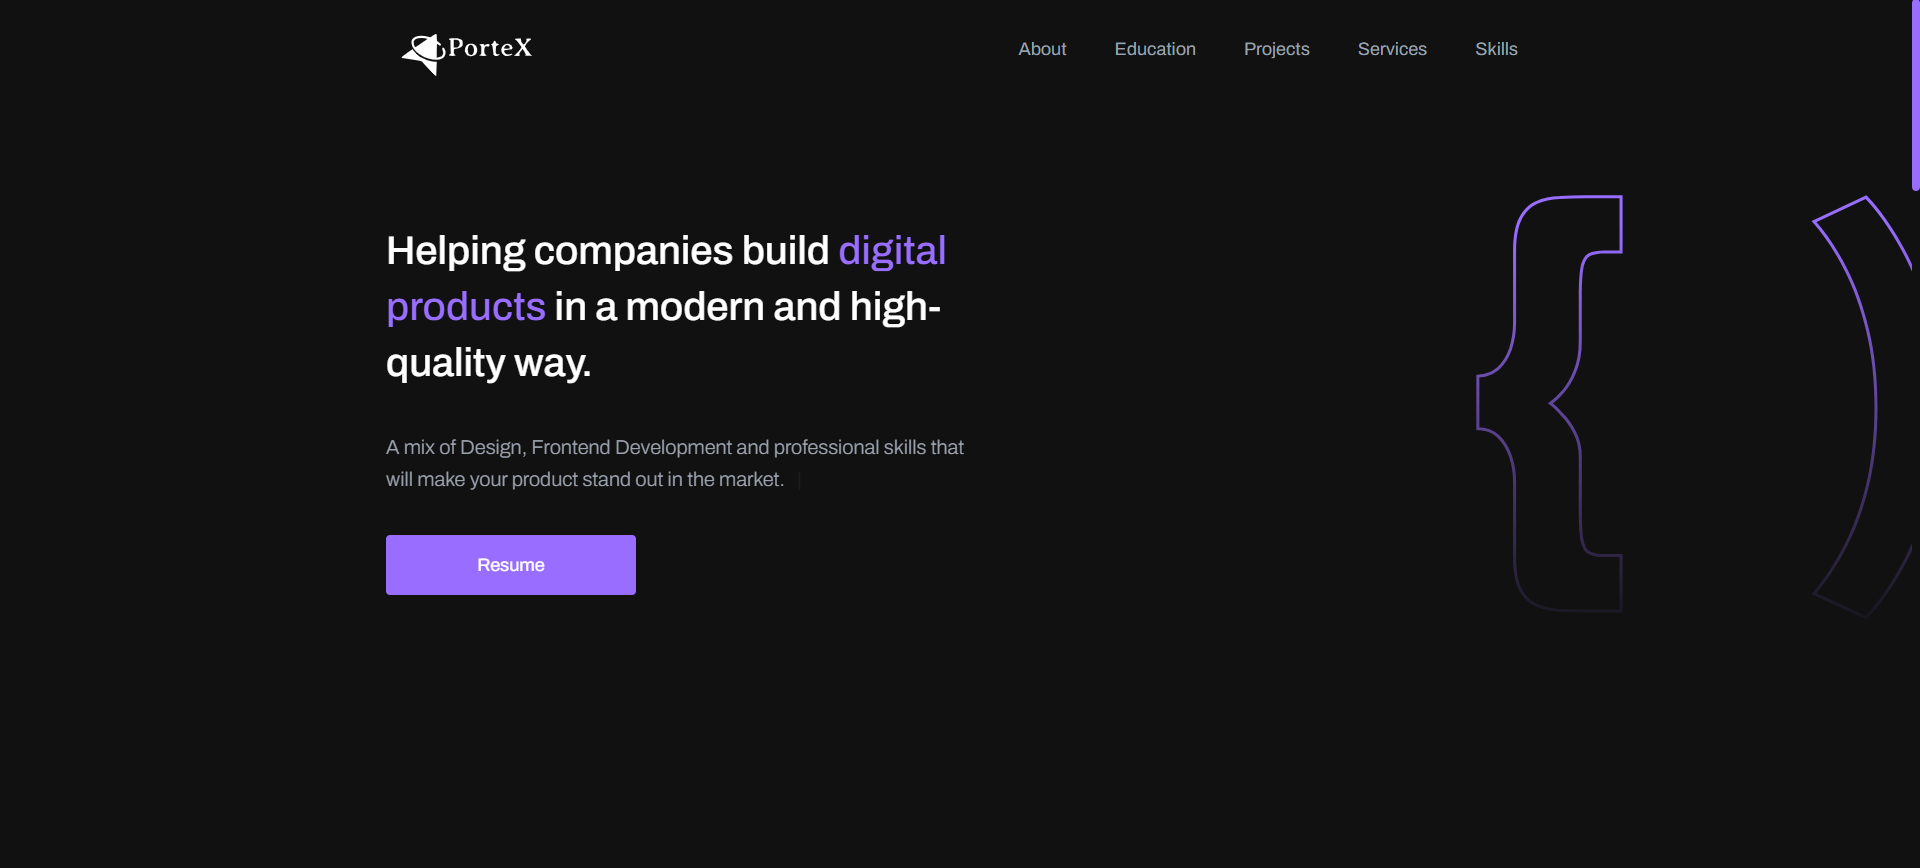 PorteX
About Education Projects Services Skills
Helping companies build digital
products in a modern and high-
quality way.
A mix of Design, Frontend Development and professional skills that
will make your product stand out in the market. |
Resume
{ )